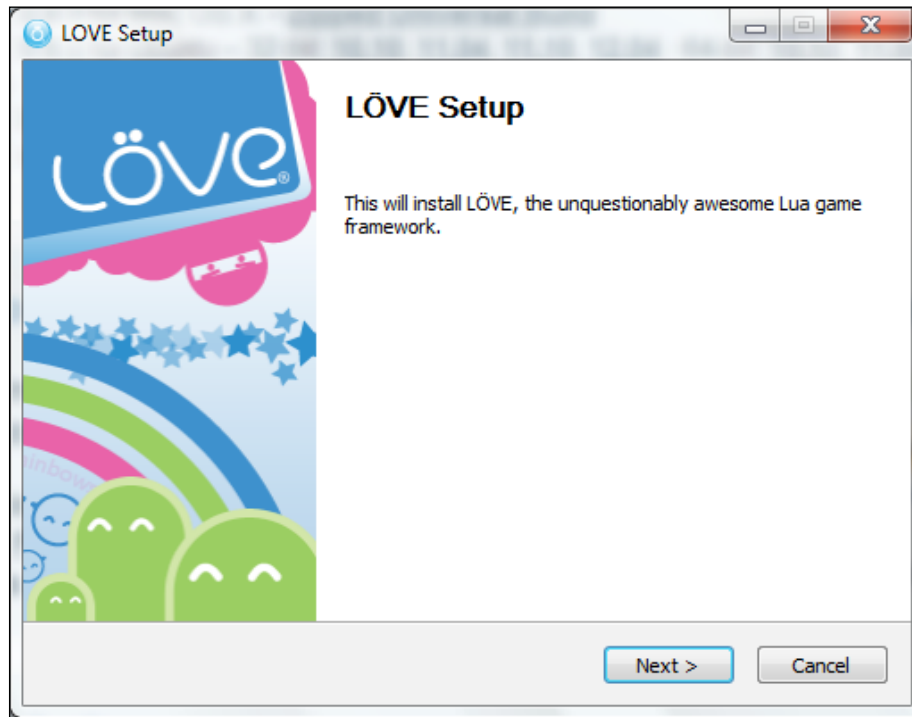 LOVE Setup
LÖVE
LÖVE Setup
This will install LÖVE, the unquestionably awesome Lua game
framework.
Next >
Cancel